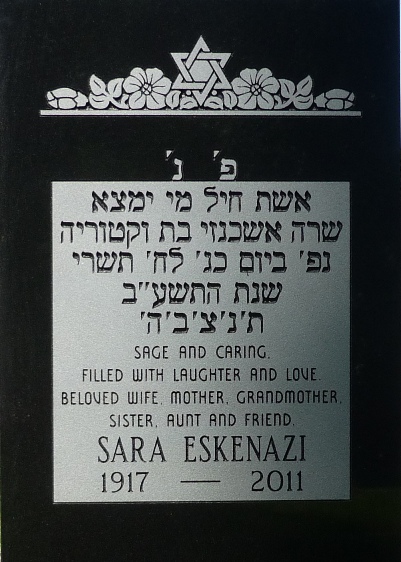 פ' נ'
אשת חיל מי ימצא
שרה אשכנזי בת וקטוריה
נפ' ביום כג' לח' תשרי
שנת התשע"ב
ת'נ'צ'ב'ה'
SAGE AND CARING,
FILLED WITH LAUGHTER AND LOVE.
BELOVED WIFE, MOTHER, GRANDMOTHER,
SISTER, AUNT AND FRIEND.
SARA ESKENAZI
1917 — 2011